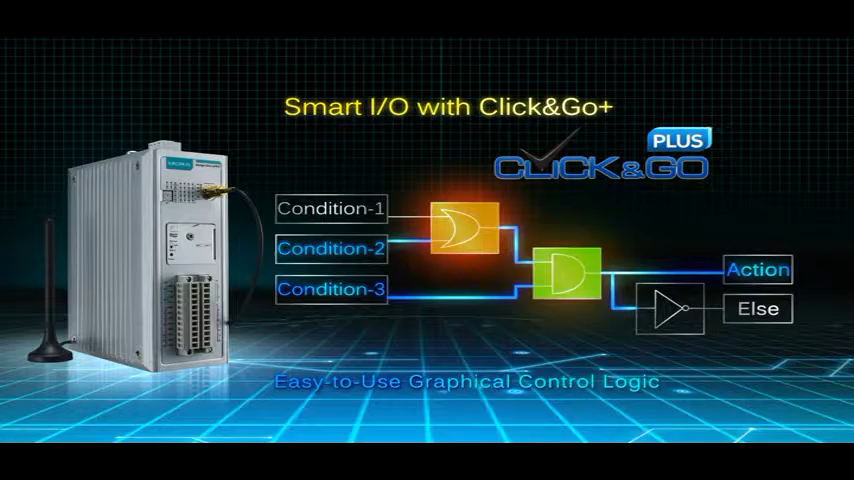 Smart I/O with Click&Go+
PLUS
CLICK&GO
Condition-1
Condition-2
Condition-3
Action
Else
Easy-to-Use Graphical Control Logic